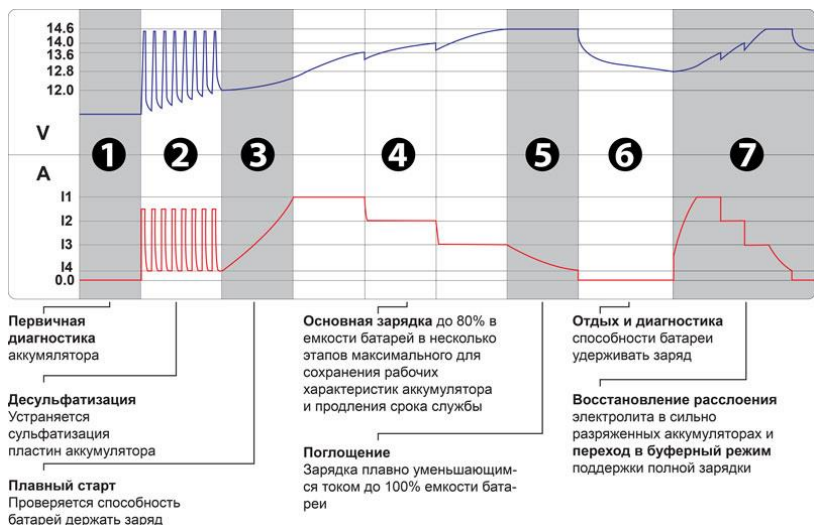 14.6
14.0
13.6
12.8
12.0
V
1
2
3
4
5
6
7
A
I1
I2
I3
I4
0.0
Первичная
диагностика
аккумялятора
Десульфатизация
Устраняется
сульфатизация
пластин аккумулятора
Плавный старт
Проверяется способность
батарей держать заряд
Основная зарядка до 80% в
емкости батарей в несколько
этапов максимального для
сохранения рабочих
характеристик аккумулятора
и продления срока службы
Поглощение
Зарядка плавно уменьшающим-
ся током до 100% емкости бата-
реи
Отдых и диагностика
способности батареи
удерживать заряд
Восстановление расслоения
электролита в сильно
разряженных аккумуляторах и
переход в буферный режим
поддержки полной зарядки